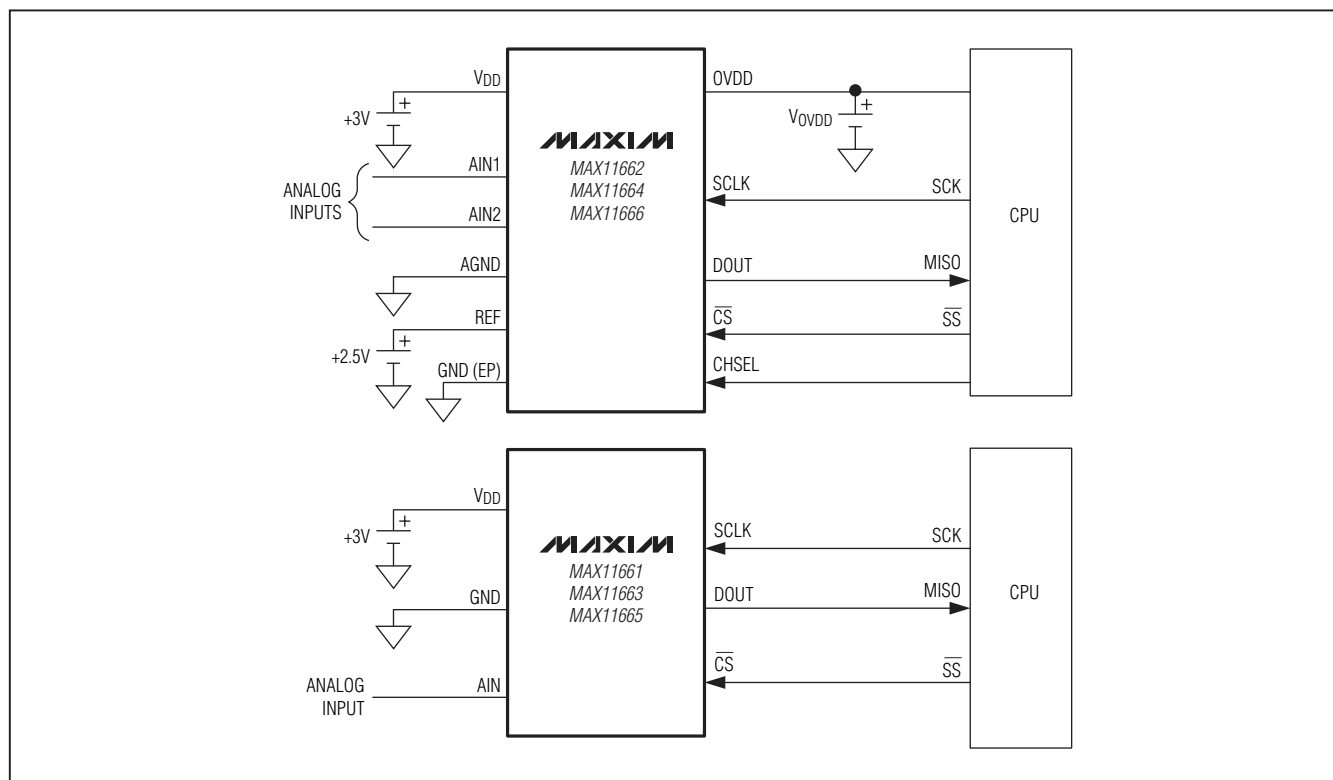 VDD
OVDD
+
+3V
+
VOVDD
MAXIM
MAX11662
MAX11664
MAX11666
AIN1
ANALOG
INPUTS
AIN2
SCLK
SCK
CPU
AGND
DOUT
MISO
REF
+
+2.5V
CS
SS
GND (EP)
CHSEL
VDD
+
+3V
MAXIM
MAX11661
MAX11663
MAX11665
SCLK
SCK
GND
DOUT
MISO
CPU
CS
SS
ANALOG
INPUT
AIN